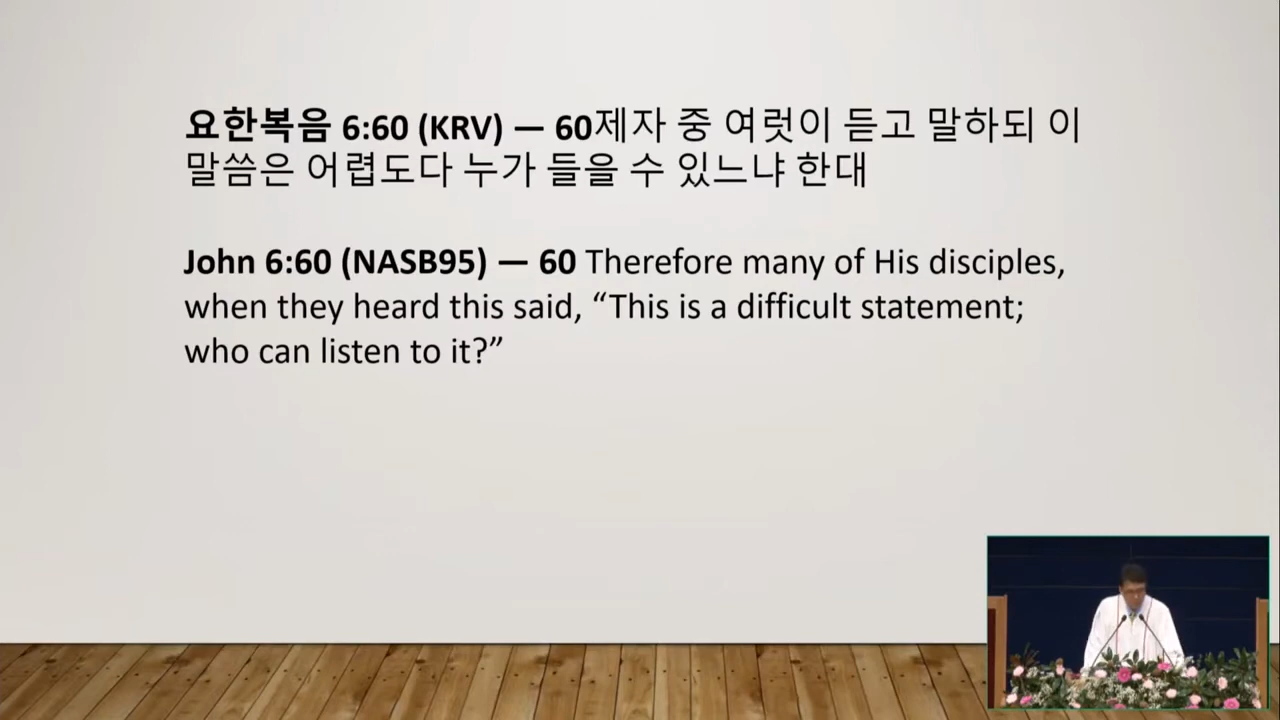 요한복음 6:60 (KRV) — 60제자 중 여럿이 듣고 말하되 이
말씀은 어렵도다 누가 들을 수 있느냐 한대
John 6:60 (NASB95) — 60 Therefore many of His disciples,
when they heard this said, “This is a difficult statement;
who can listen to it?”